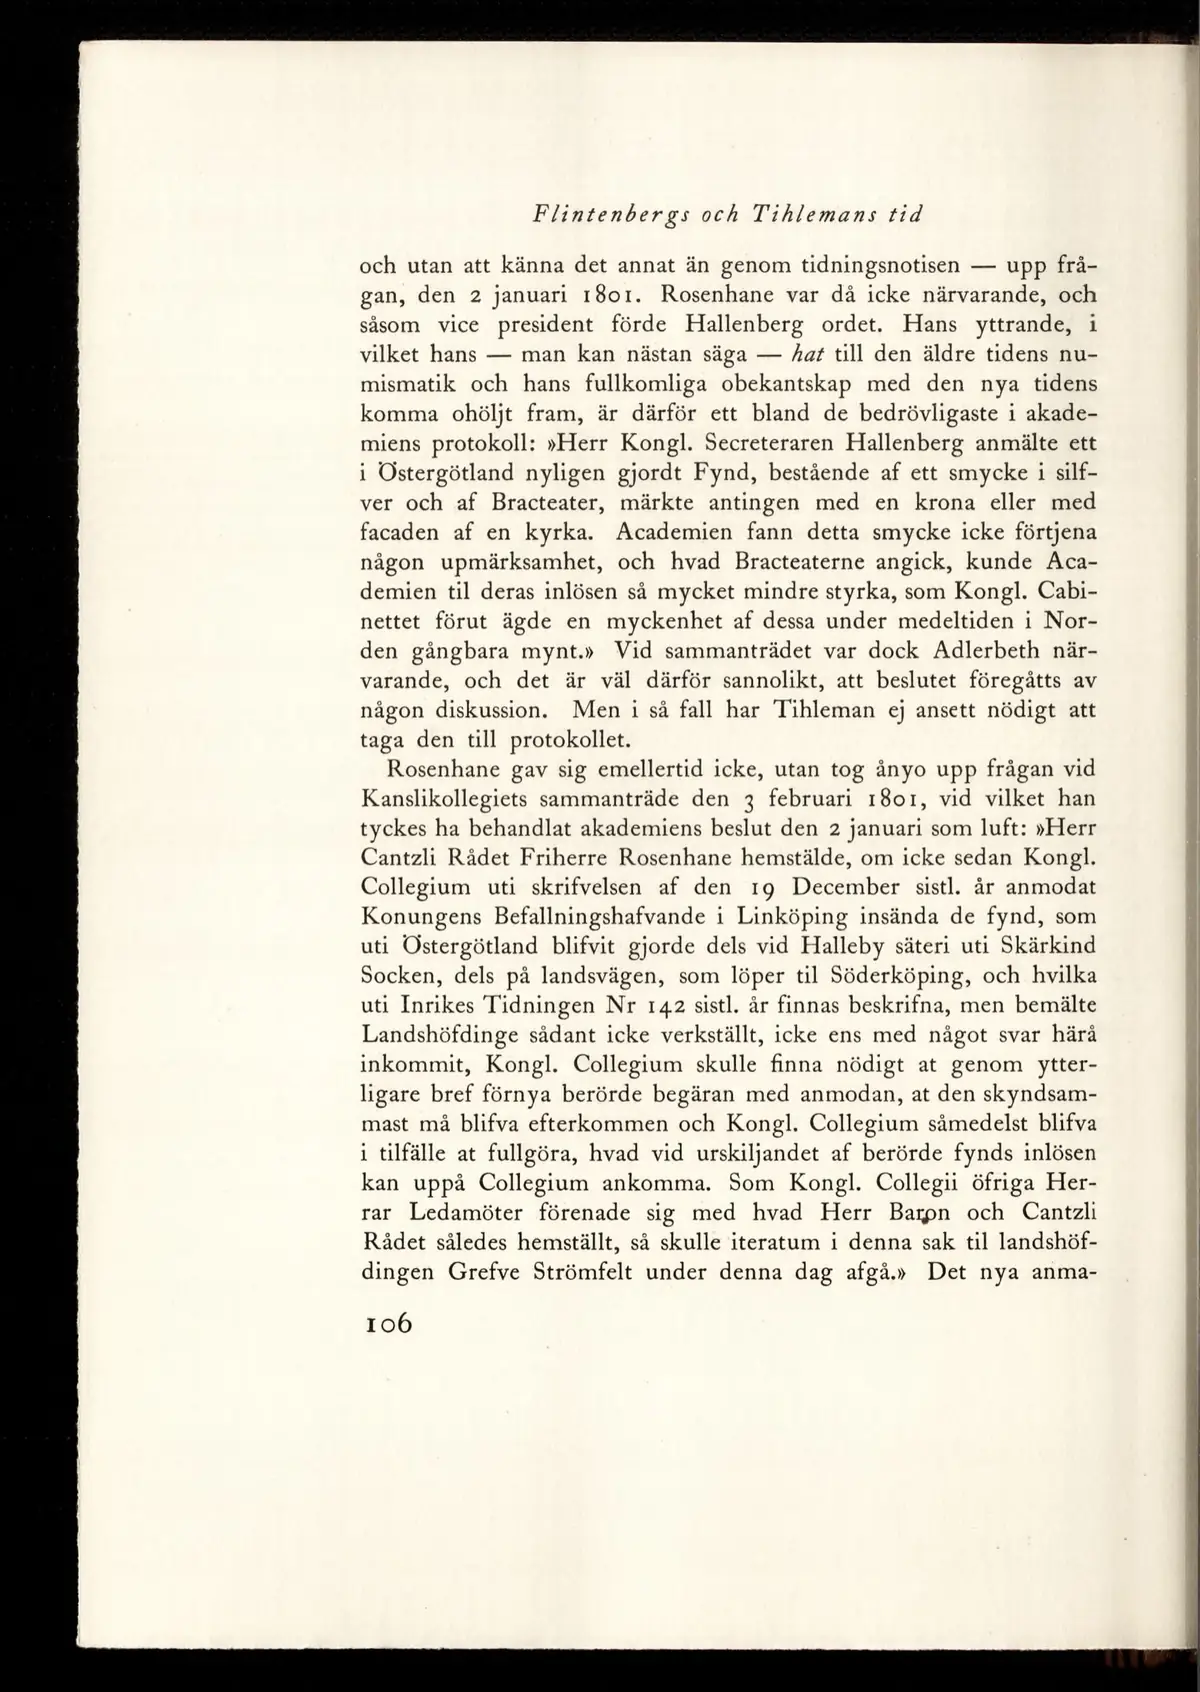 Flintenbergs och Tihlemans tid
och utan att känna det annat än genom tidningsnotisen — upp frå-
gan, den 2 januari 1801. Rosenhane var då icke närvarande, och
såsom vice president förde Hallenberg ordet. Hans yttrande, i
vilket hans — man kan nästan säga — hat till den äldre tidens nu-
mismatik och hans fullkomliga obekantskap med den nya tidens
komma ohöljt fram, är därför ett bland de bedrövligaste i akade-
miens protokoll: »Herr Kongl. Secreteraren Hallenberg anmälte ett
i Östergötland nyligen gjordt Fynd, bestående af ett smycke i silf-
ver och af Bracteater, märkte antingen med en krona eller med
facaden af en kyrka. Academien fann detta smycke icke förtjena
någon upmärksamhet, och hvad Bracteaterne angick, kunde Aca-
demien til deras inlösen så mycket mindre styrka, som Kongl. Cabi-
nettet förut ägde en myckenhet af dessa under medeltiden i Nor-
den gångbara mynt.» Vid sammanträdet var dock Adlerbeth när-
varande, och det är väl därför sannolikt, att beslutet föregåtts av
någon diskussion. Men i så fall har Tihleman ej ansett nödigt att
taga den till protokollet.
Rosenhane gav sig emellertid icke, utan tog ånyo upp frågan vid
Kanslikollegiets sammanträde den 3 februari 1801, vid vilket han
tyckes ha behandlat akademiens beslut den 2 januari som luft: »Herr
Cantzli Rådet Friherre Rosenhane hemstälde, om icke sedan Kongl.
Collegium uti skrifvelsen af den 19 December sistl. år anmodat
Konungens Befallningshafvande i Linköping insända de fynd, som
uti Östergötland blifvit gjorde dels vid Halleby säteri uti Skärkind
Socken, dels på landsvägen, som löper til Söderköping, och hvilka
uti Inrikes Tidningen Nr 142 sistl. år finnas beskrifna, men bemälte
Landshöfdinge sådant icke verkställt, icke ens med något svar härå
inkommit, Kongl. Collegium skulle finna nödigt at genom ytter-
ligare bref förnya berörde begäran med anmodan, at den skyndsam-
mast må blifva efterkommen och Kongl. Collegium såmedelst blifva
i tilfälle at fullgöra, hvad vid urskiljandet af berörde fynds inlösen
kan uppå Collegium ankomma. Som Kongl. Collegii öfriga Her-
rar Ledamöter förenade sig med hvad Herr Baron och Cantzli
Rådet således hemställt, så skulle iteratum i denna sak til landshöf-
dingen Grefve Strömfelt under denna dag afgå.» Det nya anma-
106